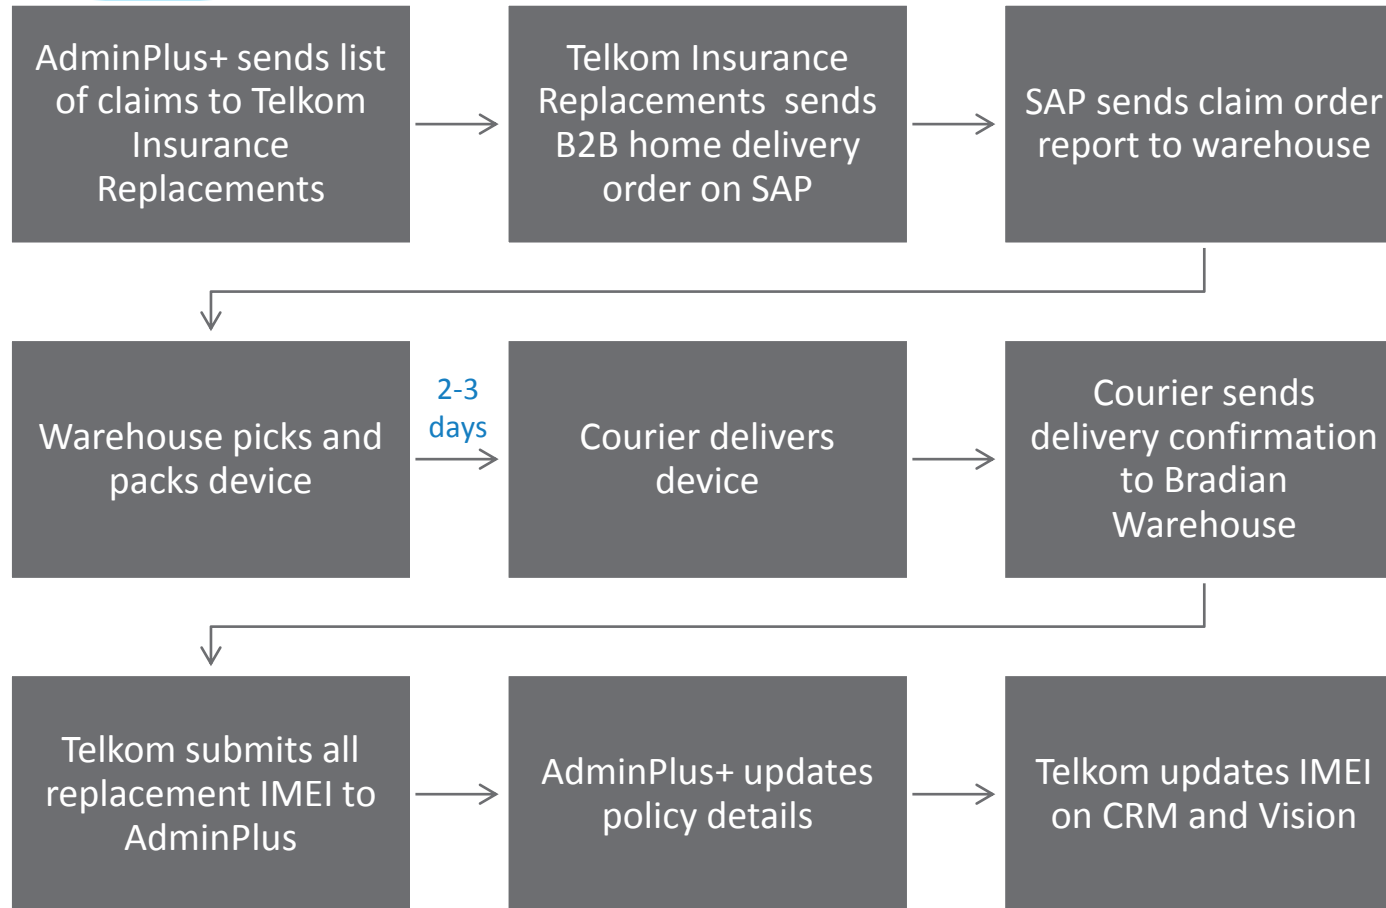 AdminPlus+ sends list
of claims to Telkom
Insurance
Replacements
Telkom Insurance
Replacements sends
B2B home delivery
order on SAP
SAP sends claim order
report to warehouse
Warehouse picks and
packs device
2-3
days
Courier delivers
device
Courier sends
delivery confirmation
to Bradian
Warehouse
Telkom submits all
replacement IMEI to
AdminPlus
AdminPlus+ updates
policy details
Telkom updates IMEI
on CRM and Vision